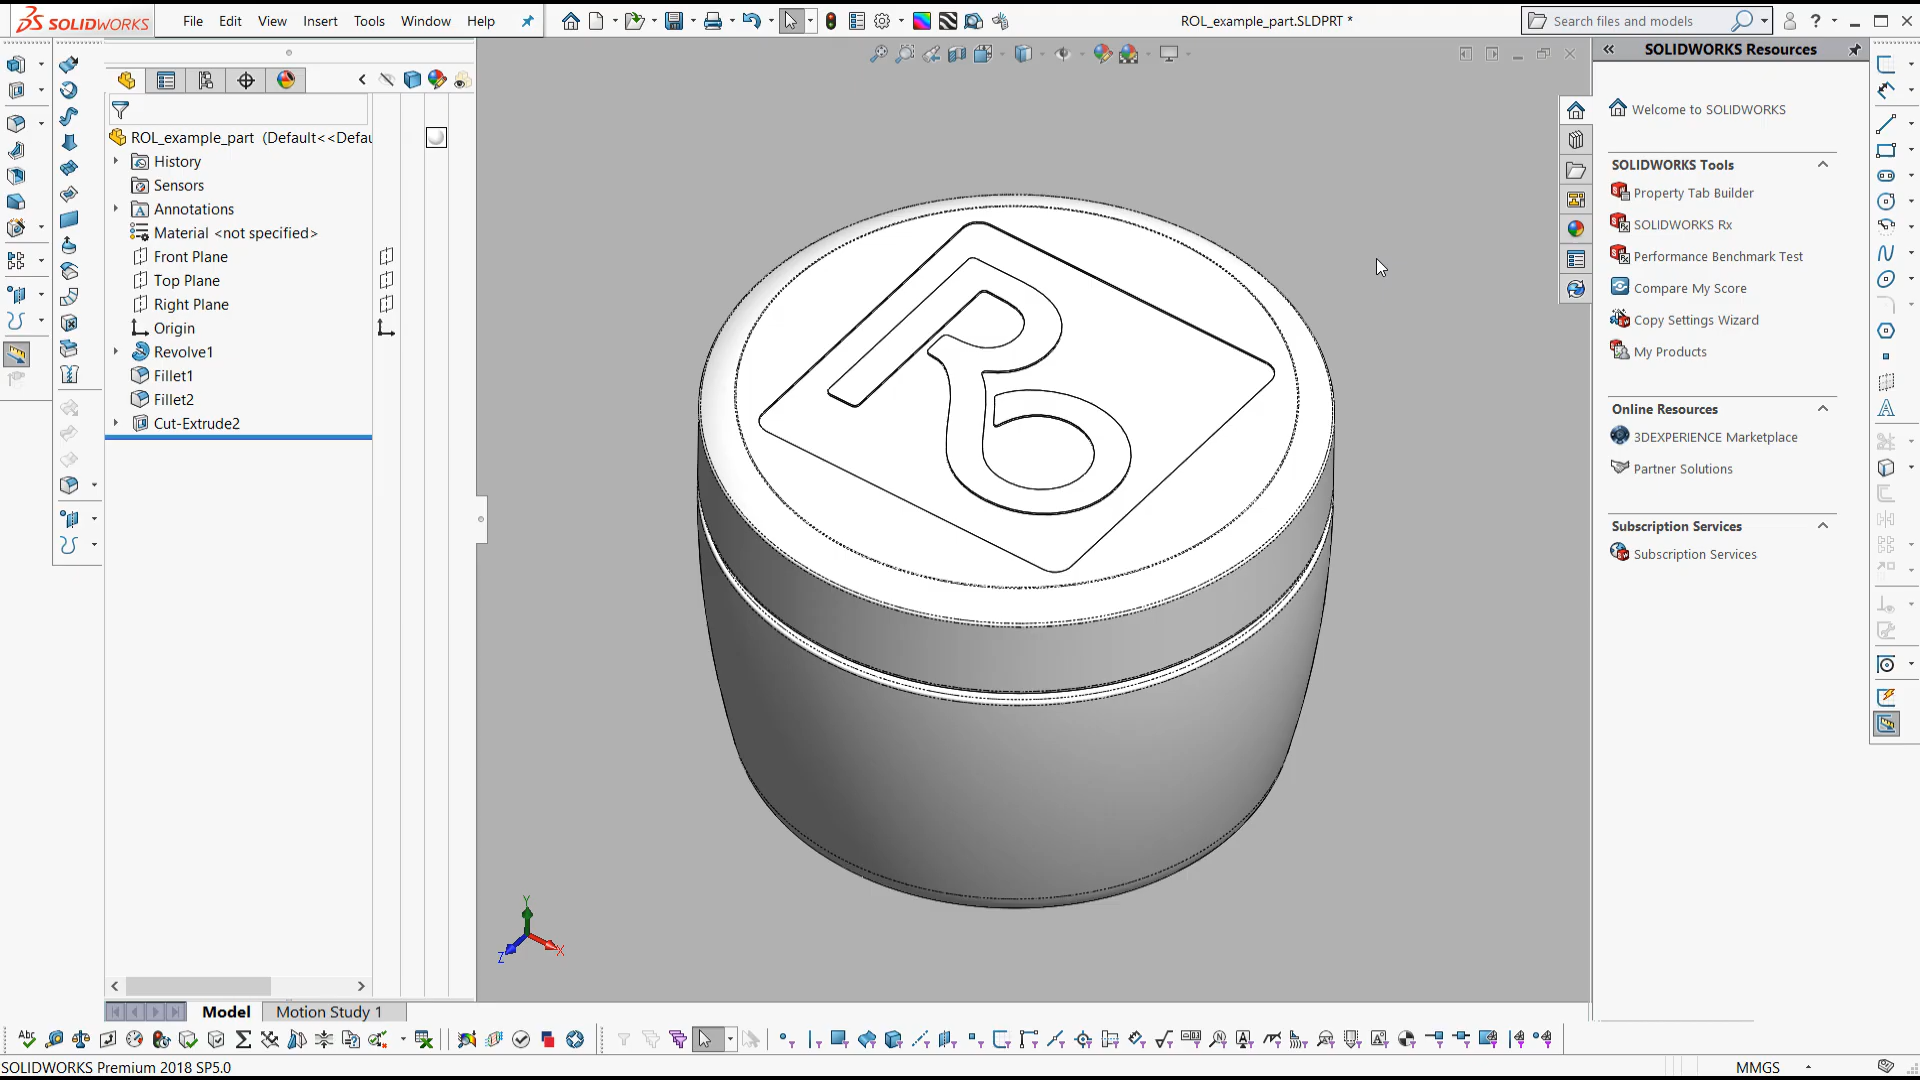 SOLIDWORKS
File Edit View Insert Tools Window Help
ROL_example_part.SLDPRT *
Search files and models
?
SOLIDWORKS Resources
Welcome to SOLIDWORKS
SOLIDWORKS Tools
Property Tab Builder
SOLIDWORKS Rx
Performance Benchmark Test
Compare My Score
Copy Settings Wizard
My Products
Online Resources
3DEXPERIENCE Marketplace
Partner Solutions
Subscription Services
Subscription Services
ROL_example_part (Default<<Defau
History
Sensors
Annotations
Material <not specified>
Front Plane
Top Plane
Right Plane
Origin
Revolve1
Fillet1
Fillet2
Cut-Extrude2
Y
X
Z
Model Motion Study 1
Abc
SOLIDWORKS Premium 2018 SP5.0
MMGS